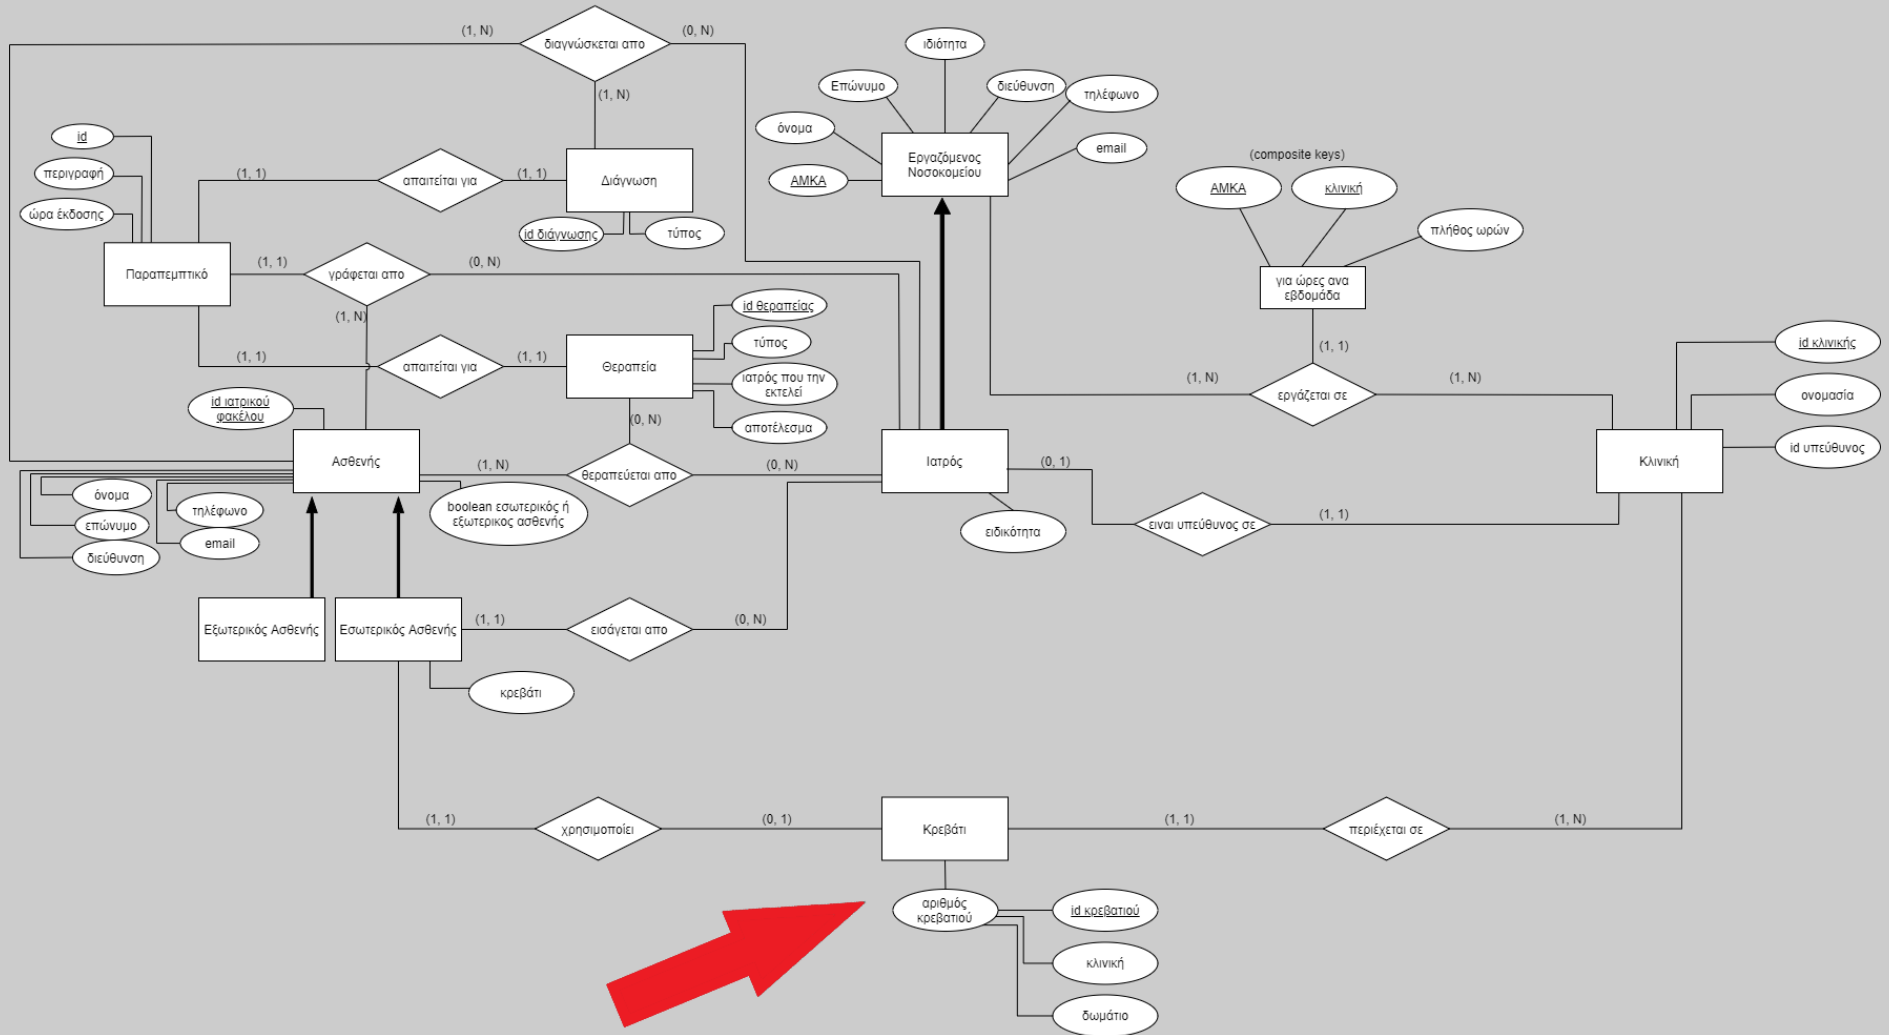 (1, N)
διαγνώσκεται απο
(0, N)
ιδιότητα
(1, N)
Επώνυμο
διεύθυνση
τηλέφωνο
id
όνομα
Εργαζόμενος
Νοσοκομείου
email
(composite keys)
περιγραφή
(1, 1)
απαιτείται για
(1, 1)
Διάγνωση
ΑΜΚΑ
ΑΜΚΑ
κλινική
ώρα έκδοσης
id διάγνωσης
τύπος
πλήθος ωρών
Παραπεμπτικό
(1, 1)
γράφεται απο
(0, N)
για ώρες ανα
εβδομάδα
(1, N)
id θεραπείας
τύπος
(1, 1)
id κλινικής
(1, 1)
απαιτείται για
(1, 1)
Θεραπεία
ιατρός που την
εκτελεί
(1, N)
εργάζεται σε
(1, N)
ονομασία
id ιατρικού
φακέλου
(0, N)
αποτέλεσμα
id υπεύθυνος
Ασθενής
(1, N)
θεραπεύεται απο
(0, N)
Ιατρός
(0, 1)
Κλινική
όνομα
τηλέφωνο
boolean εσωτερικός ή
εξωτερικος ασθενής
ειδικότητα
ειναι υπεύθυνος σε
(1, 1)
επώνυμο
email
διεύθυνση
Εξωτερικός Ασθενής
Εσωτερικός Ασθενής
(1, 1)
εισάγεται απο
(0, N)
κρεβάτι
(1, 1)
χρησιμοποίει
(0, 1)
Κρεβάτι
(1, 1)
περιέχεται σε
(1, N)
αριθμός
κρεβατιού
id κρεβατιού
κλινική
δωμάτιο